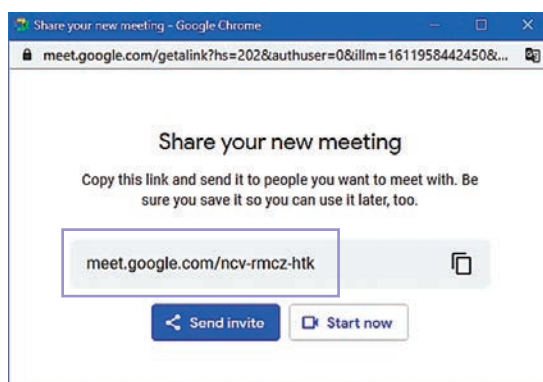 Share your new meeting - Google Chrome
meet.google.com/getalink?hs=202&authuser=0&illm=1611958442450&...
Share your new meeting
Copy this link and send it to people you want to meet with. Be
sure you save it so you can use it later, too.
meet.google.com/ncv-rmcz-htk
Send invite
Start now